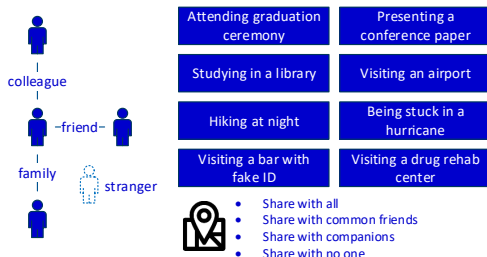 colleague
friend
family
stranger
Attending graduation
ceremony
Presenting a
conference paper
Studying in a library
Visiting an airport
Hiking at night
Being stuck in a
hurricane
Visiting a bar with
fake ID
Visiting a drug rehab
center
• Share with all
• Share with common friends
• Share with companions
• Share with no one